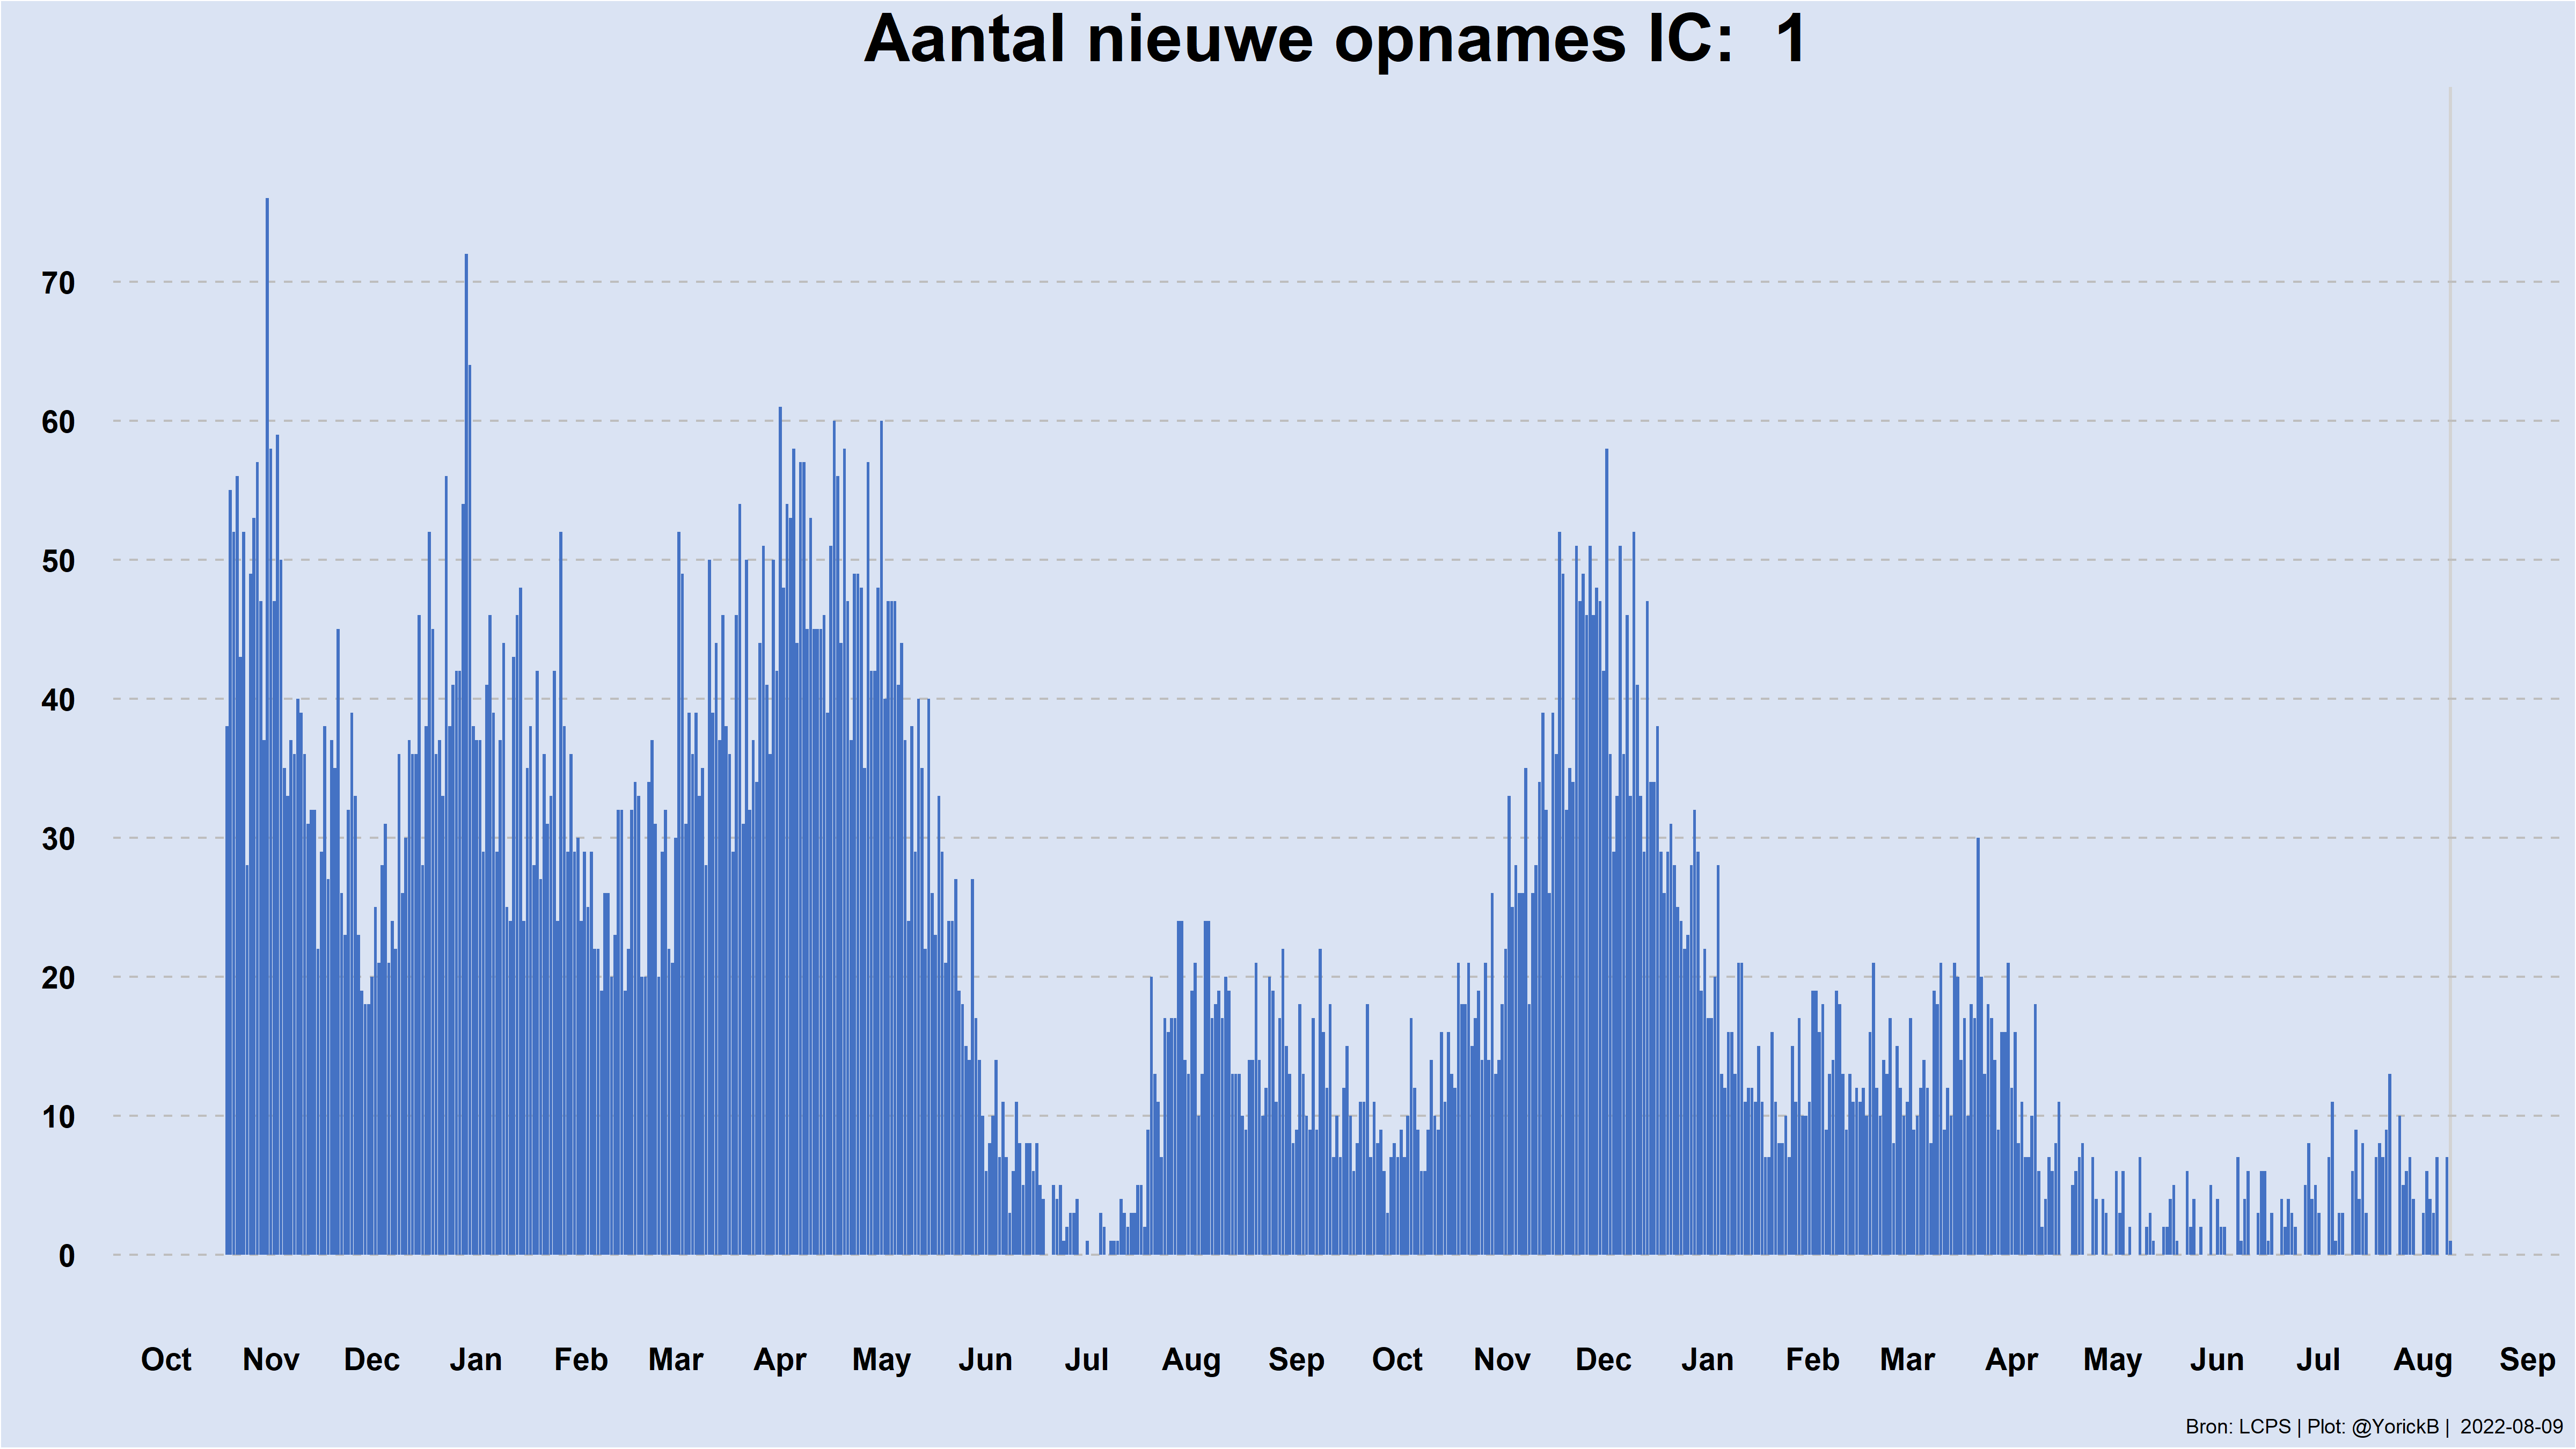 Aantal nieuwe opnames IC:  1
70
60
50
40
30
20
10
0
Oct Nov Dec Jan Feb Mar Apr May Jun Jul Aug Sep Oct Nov Dec Jan Feb Mar Apr May Jun Jul Aug Sep
Bron: LCPS | Plot: @YorickB |  2022-08-09